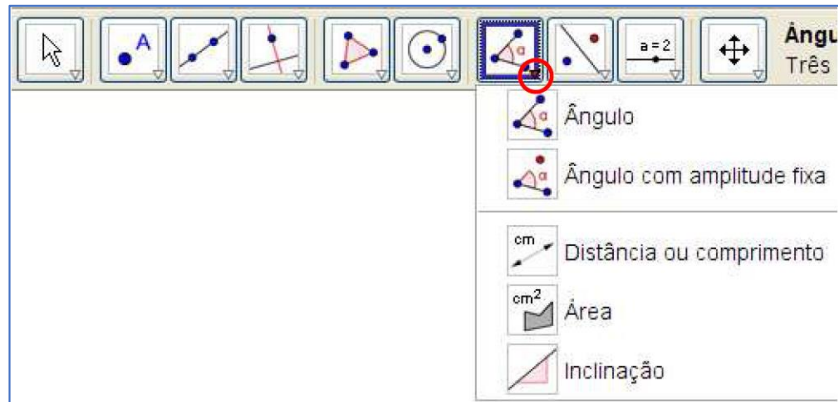 A
α
a = 2
Ângu
Três
α
Ângulo
α
Ângulo com amplitude fixa
cm
Distância ou comprimento
cm²
Área
Inclinação